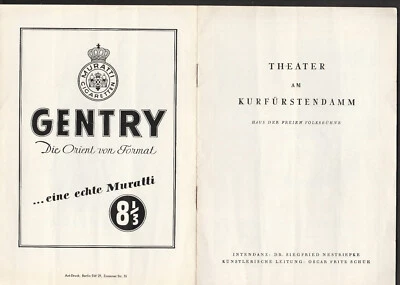 MURATTI
CIGARETTEN
GENTRY
Die Orient von Format
...eine echte Muratti
8 1/3
THEATER
AM
KURFÜRSTENDAMM
HAUS DER FREIEN VOLKSBÜHNE
INTENDANZ: DR. SIEGFRIED NESTRIEPKE
KÜNSTLERISCHE LEITUNG: OSCAR FRITZ SCHUH